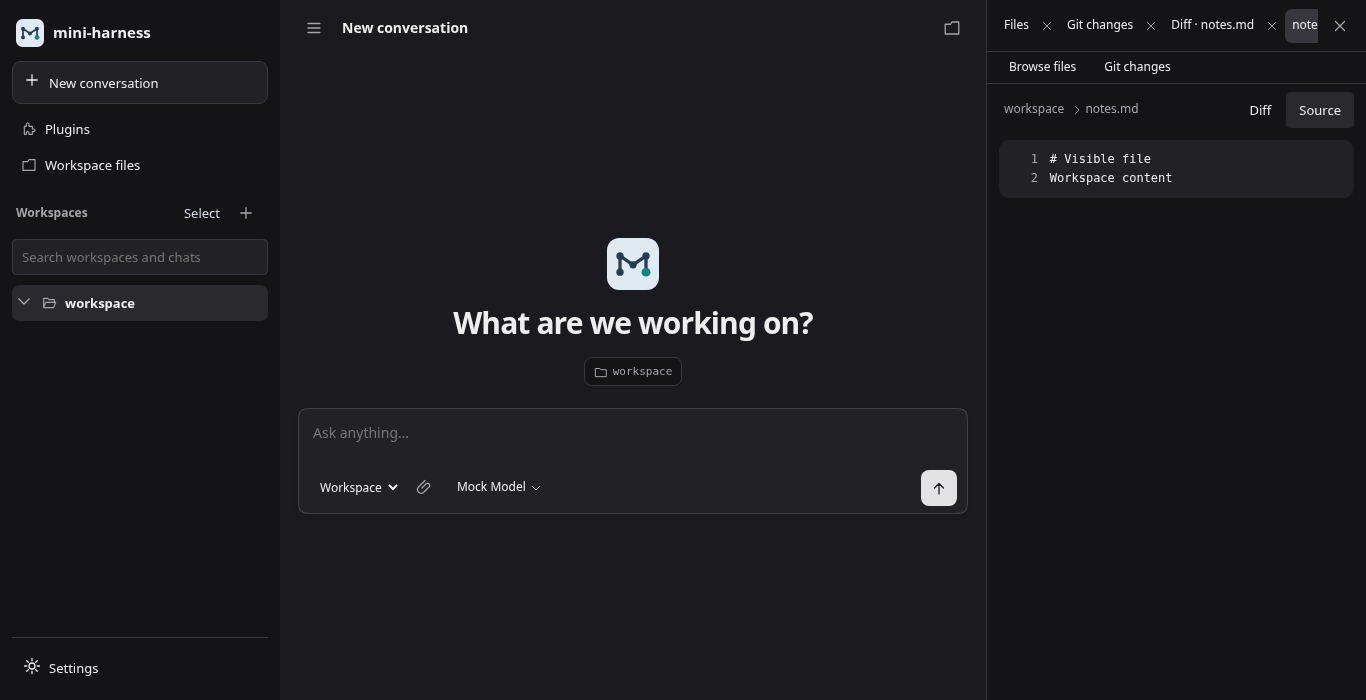 mini-harness
New conversation
Plugins
Workspace files
Workspaces
Select
Search workspaces and chats
workspace
Settings
New conversation
What are we working on?
workspace
Ask anything...
Workspace
Mock Model
Files
Git changes
Diff · notes.md
note
Browse files
Git changes
workspace
notes.md
Diff
Source
1 # Visible file
2 Workspace content